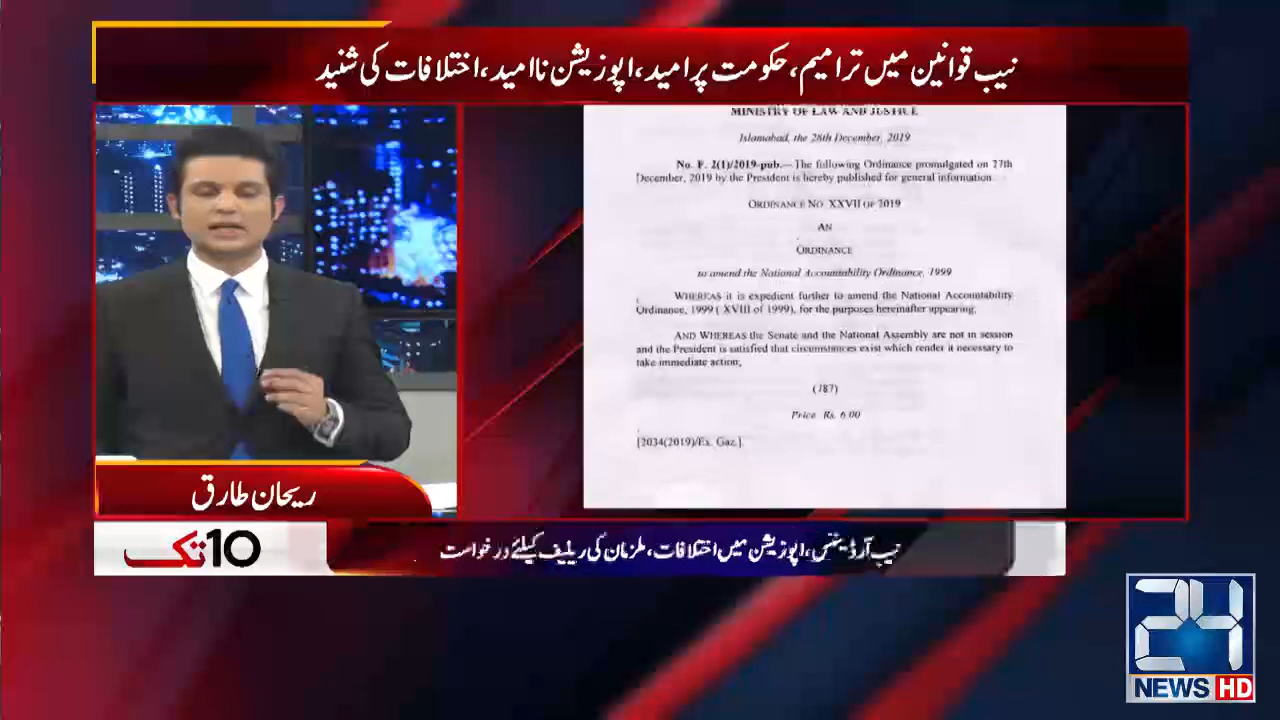 نیب قوانین میں ترامیم، حکومت پرامید، اپوزیشن ناامید، اختلافات کی شنید
MINISTRY OF LAW AND JUSTICE
Islamabad, the 28th December, 2019
No. F. 2(1)/2019-pub.—The following Ordinance promulgated on 27th
December, 2019 by the President is hereby published for general information
ORDINANCE NO. XXVII OF 2019
AN
ORDINANCE
to amend the National Accountability Ordinance, 1999
WHEREAS it is expedient further to amend the National Accountability
Ordinance, 1999 ( XVIII of 1999), for the purposes hereinafter appearing;
AND WHEREAS the Senate and the National Assembly are not in session
and the President is satisfied that circumstances exist which render it necessary to
take immediate action;
(187)
Price Rs. 6.00
[2034(2019)/Ex. Gaz.]
ریحان طارق
10تک
نیب آرڈیننس، اپوزیشن میں اختلافات، ملزمان کی ریلیف کیلئے درخواست
24
NEWS HD